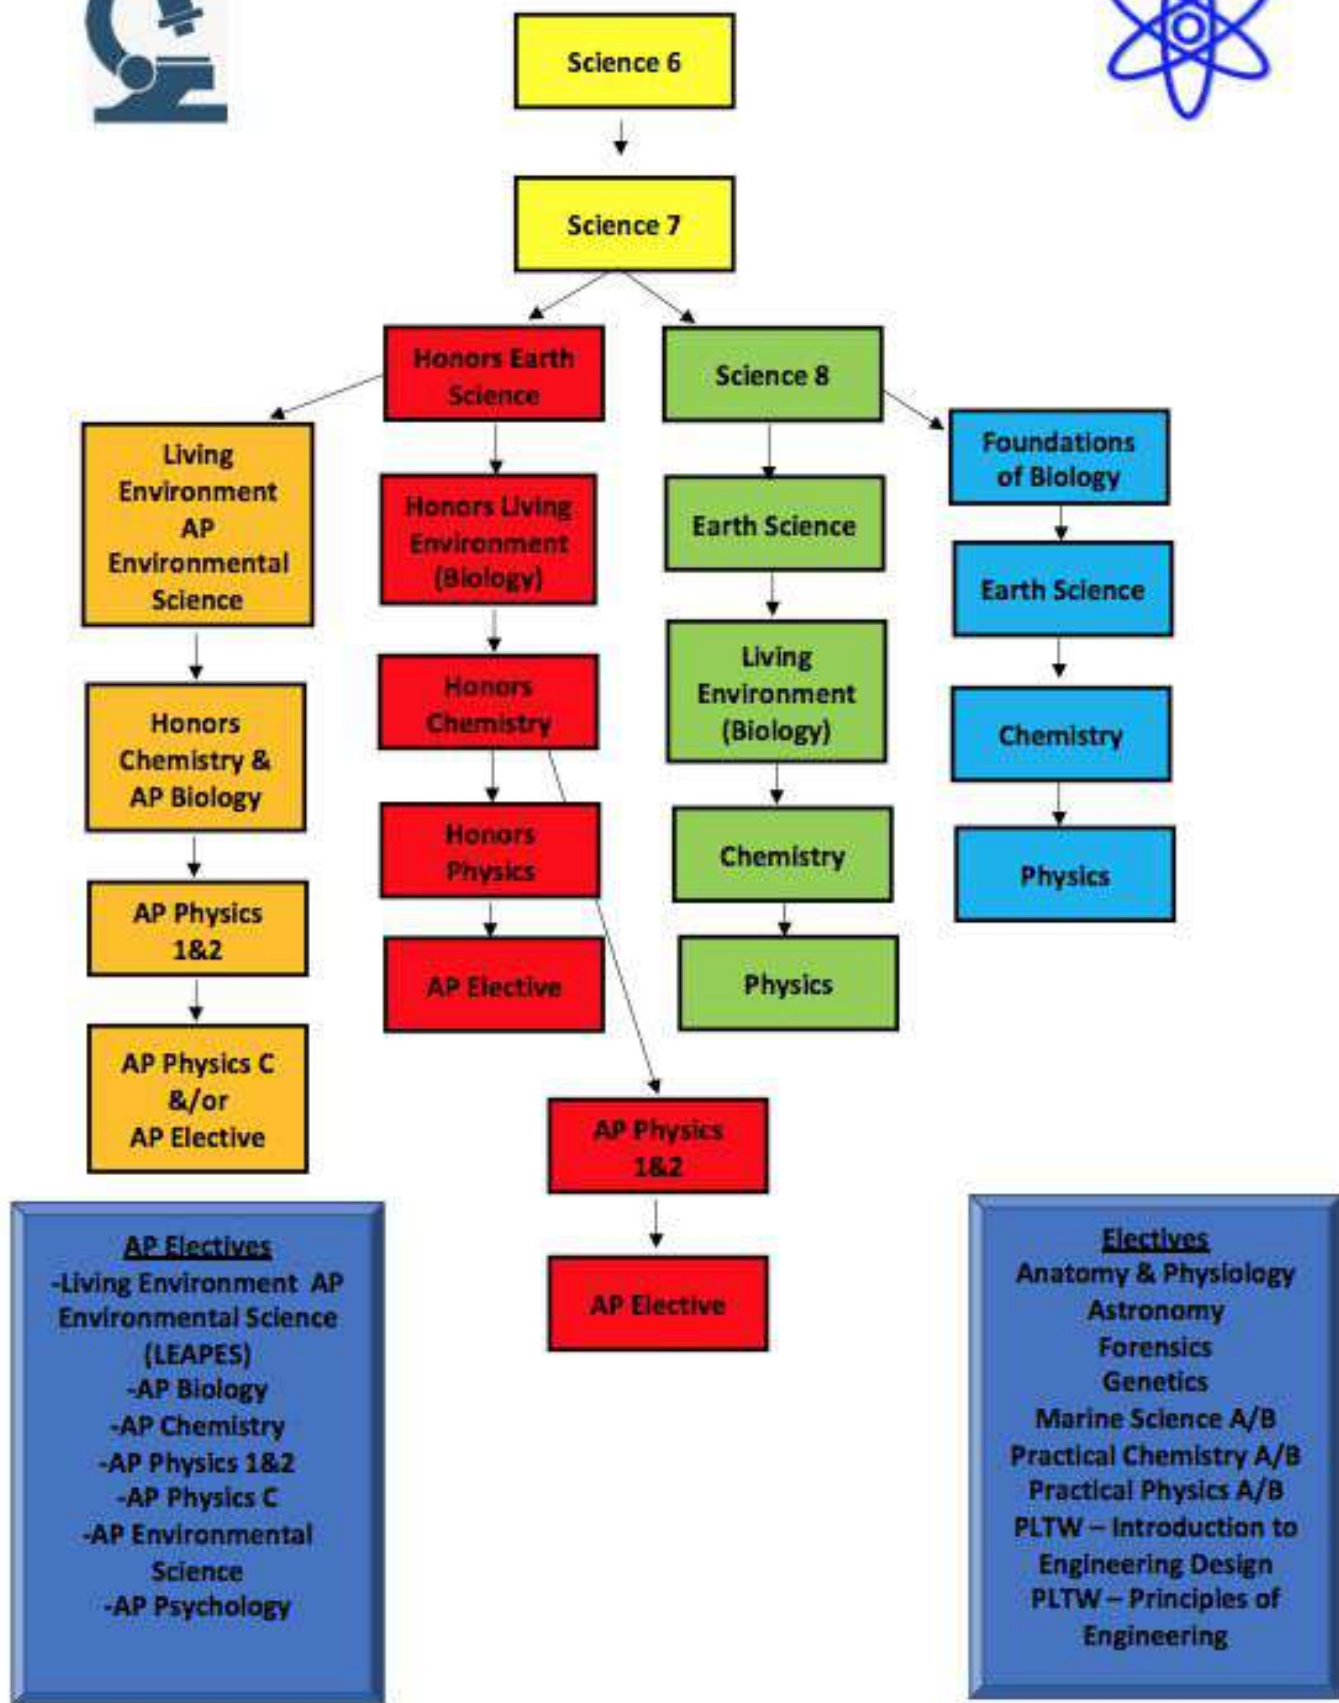 Science 6
Science 7
Honors Earth
Science
Science 8
Living
Environment
AP
Environmental
Science
Foundations
of Biology
Honors Living
Environment
(Biology)
Earth Science
Earth Science
Living
Environment
(Biology)
Honors
Chemistry
Honors
Chemistry &
AP Biology
Chemistry
Honors
Physics
Chemistry
Physics
AP Physics
1&2
AP Elective
Physics
AP Physics C
&/or
AP Elective
AP Physics
1&2
AP Elective
AP Electives
-Living Environment AP
Environmental Science
(LEAPES)
-AP Biology
-AP Chemistry
-AP Physics 1&2
-AP Physics C
-AP Environmental
Science
-AP Psychology
Electives
Anatomy & Physiology
Astronomy
Forensics
Genetics
Marine Science A/B
Practical Chemistry A/B
Practical Physics A/B
PLTW – Introduction to
Engineering Design
PLTW – Principles of
Engineering